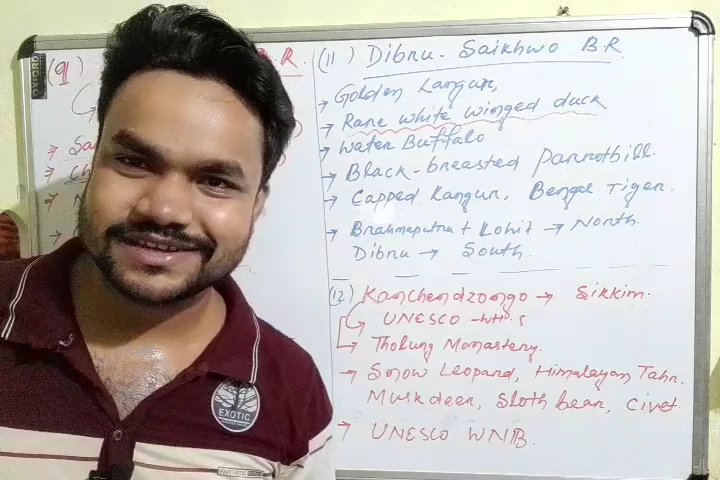 (9)
B.R
(11) Dibru - Saikhwo B.R
→ Golden Langur,
→ Rare white winged duck
→ Water Buffalo
→ Black-breasted Parrotbill.
→ Capped Langur, Bengal Tiger.
→ Brahmaputra + Lohit → North.
Dibru → South.
(12) Kanchendzongo → Sikkim.
→ UNESCO -WH.S
→ Tholung Monastery.
→ Snow Leopard, Himalayan Tahr.
Musk deer, Sloth bear, Civet.
→ UNESCO WNB.
OXFORD
EXOTIC